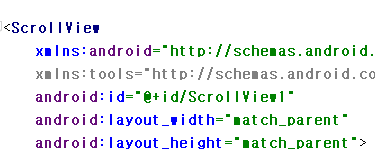 <ScrollView
xmlns:android="http://schemas.android.
xmlns:tools="http://schemas.android.co
android:id="@+id/ScrollView1"
android:layout_width="match_parent"
android:layout_height="match_parent">